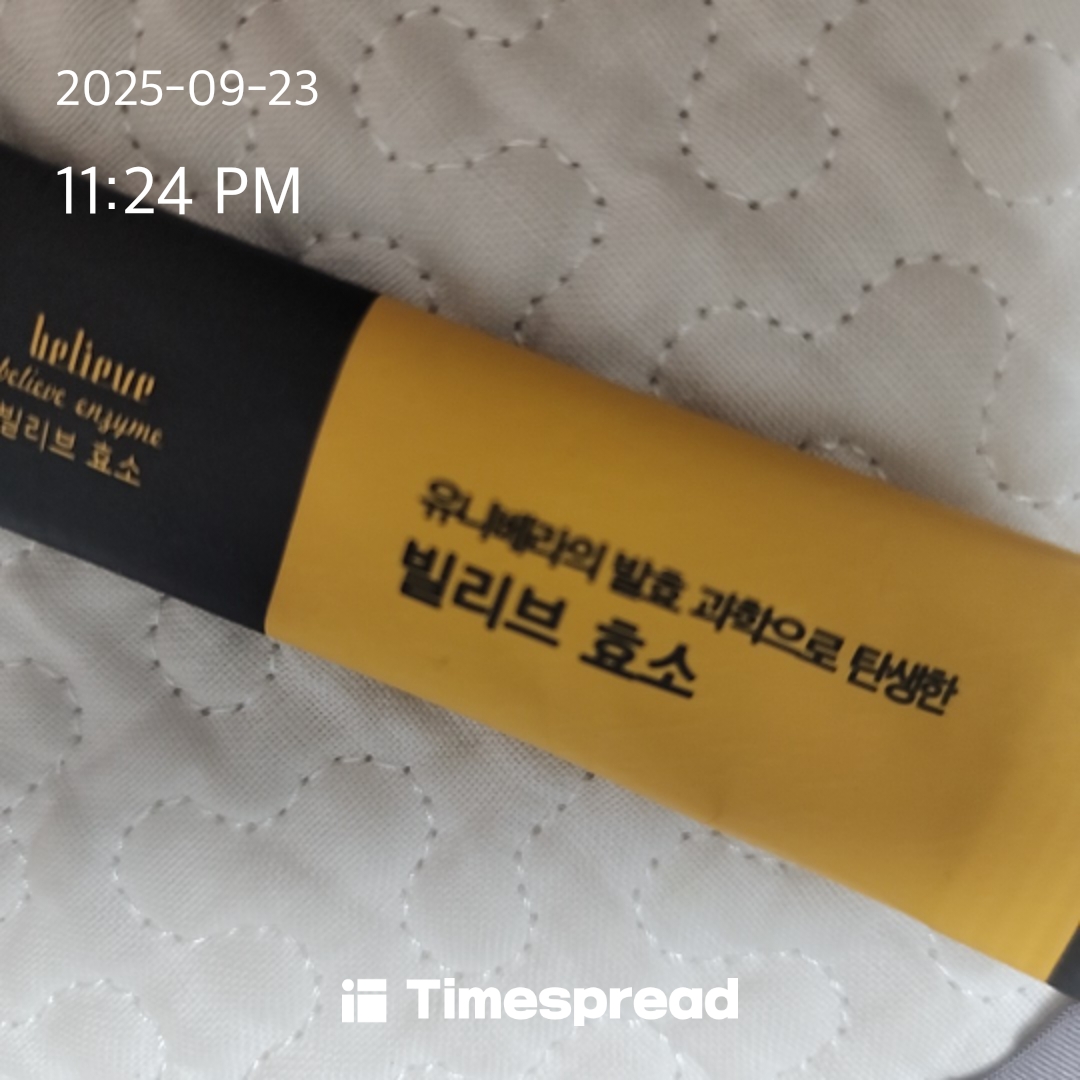 2025-09-23
11:24 PM
believe
believe enzyme
빌리브 효소
유니베라의 발효 과학으로 탄생한
빌리브 효소
Timespread